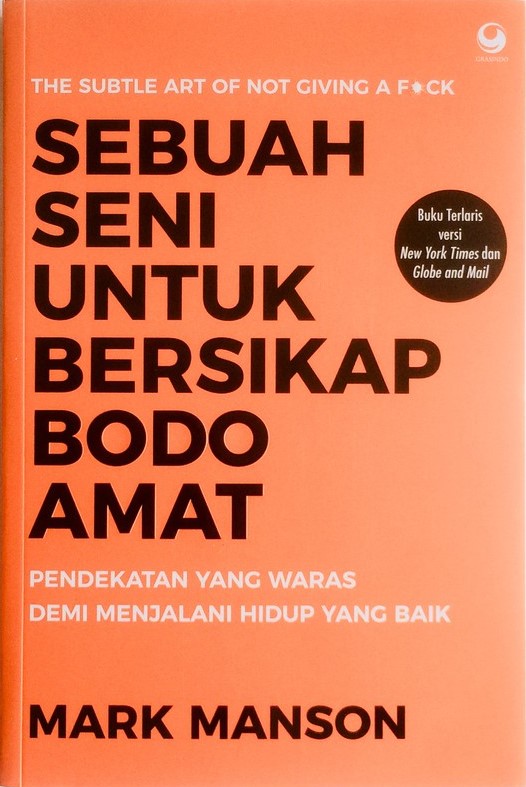 THE SUBTLE ART OF NOT GIVING A F*CK
SEBUAH
SENI
UNTUK
BERSIKAP
BODO
AMAT
Buku Terlaris
versi
New York Times dan
Globe and Mail
PENDEKATAN YANG WARAS
DEMI MENJALANI HIDUP YANG BAIK
MARK MANSON